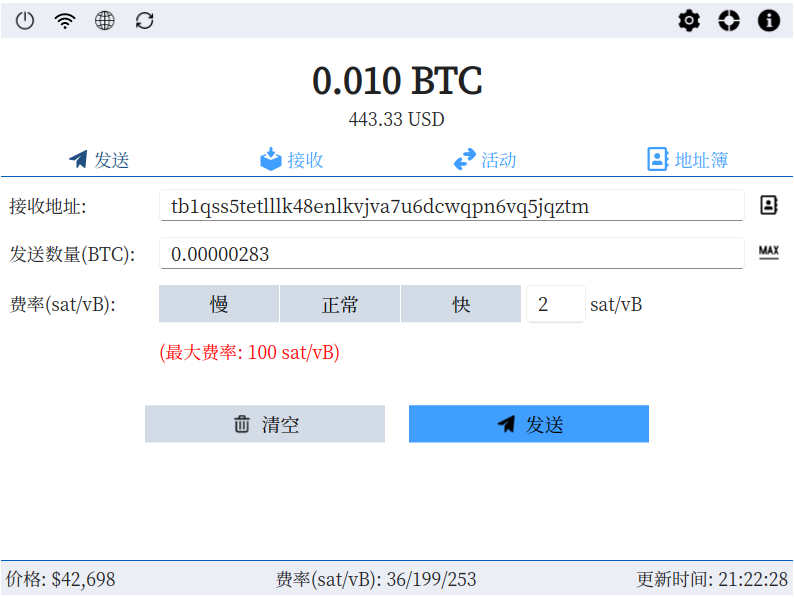 0.010 BTC
443.33 USD
发送 接收 活动 地址簿
接收地址: tb1qss5tetlllk48enlkvjva7u6dcwqpn6vq5jqztm
发送数量(BTC): 0.00000283 MAX
费率(sat/vB): 慢 正常 快 2 sat/vB
(最大费率: 100 sat/vB)
清空 发送
价格: $42,698 费率(sat/vB): 36/199/253 更新时间: 21:22:28